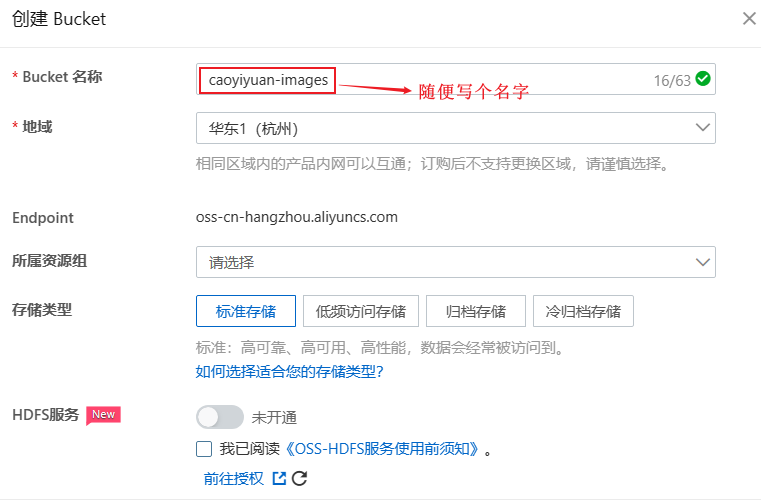 创建 Bucket
* Bucket 名称
caoyiyuan-images
16/63
随便写个名字
* 地域
华东1（杭州）
相同区域内的产品内网可以互通；订购后不支持更换区域，请谨慎选择。
Endpoint
oss-cn-hangzhou.aliyuncs.com
所属资源组
请选择
存储类型
标准存储
低频访问存储
归档存储
冷归档存储
标准：高可靠、高可用、高性能，数据会经常被访问到。
如何选择适合您的存储类型？
HDFS服务 New
未开通
我已阅读《OSS-HDFS服务使用前须知》。
前往授权